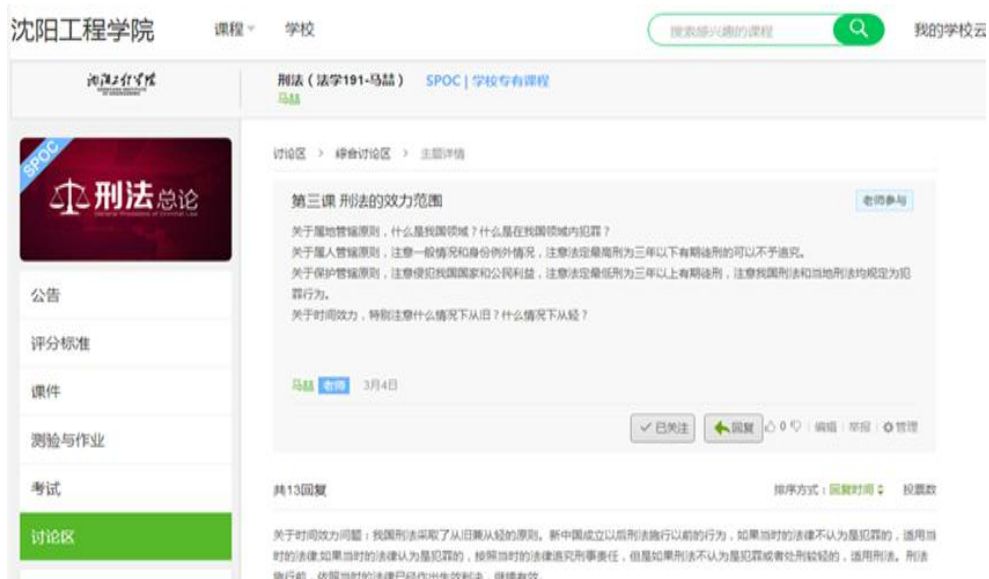 沈阳工程学院
课程
学校
搜索感兴趣的课程
我的学校云
沈阳工程学院
刑法(法学191-马喆) SPOC | 学校专有课程
马喆
SPOC
刑法总论
公告
评分标准
课件
测验与作业
考试
讨论区
讨论区 > 综合讨论区 > 主题详情
第三课 刑法的效力范围
老师参与
关于属地管辖原则,什么是我国领域?什么是在我国领域内犯罪?
关于属人管辖原则,注意一般情况和身份例外情况,注意法定最高刑为三年以下有期徒刑的可以不予追究。
关于保护管辖原则,注意侵犯我国国家和公民利益,注意法定最低刑为三年以上有期徒刑,注意我国刑法和当地刑法均规定为犯
罪行为。
关于时间效力,特别注意什么情况下从旧?什么情况下从轻?
马喆 老师 3月4日
已关注 回复 0 编辑 | 举报 | 管理
共13回复
排序方式:回复时间 投票数
关于时间效力问题:我国刑法采取了从旧兼从轻的原则。新中国成立以后刑法施行以前的行为,如果当时的法律不认为是犯罪的,适用当
时的法律.如果当时的法律认为是犯罪的,按照当时的法律追究刑事责任,但是如果刑法不认为是犯罪或者处刑较轻的,适用刑法。刑法
施行前,依照当时的法律已经作出生效判决,继续有效。